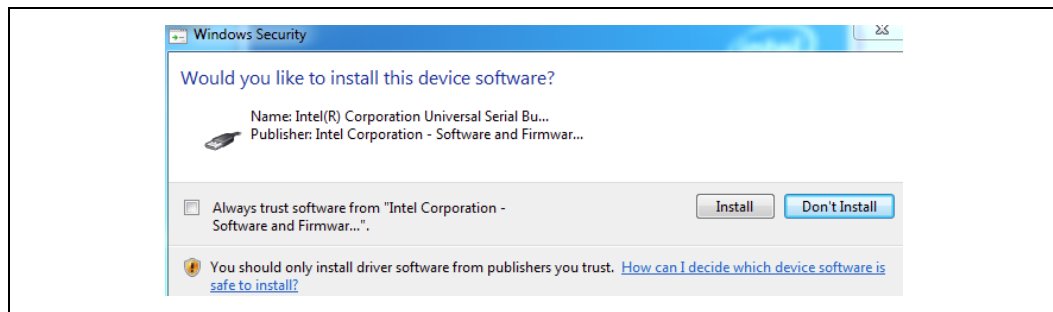 Windows Security
Would you like to install this device software?
Name: Intel(R) Corporation Universal Serial Bu...
Publisher: Intel Corporation - Software and Firmwar...
Always trust software from "Intel Corporation -
Software and Firmwar...".
Install
Don't Install
You should only install driver software from publishers you trust. How can I decide which device software is
safe to install?